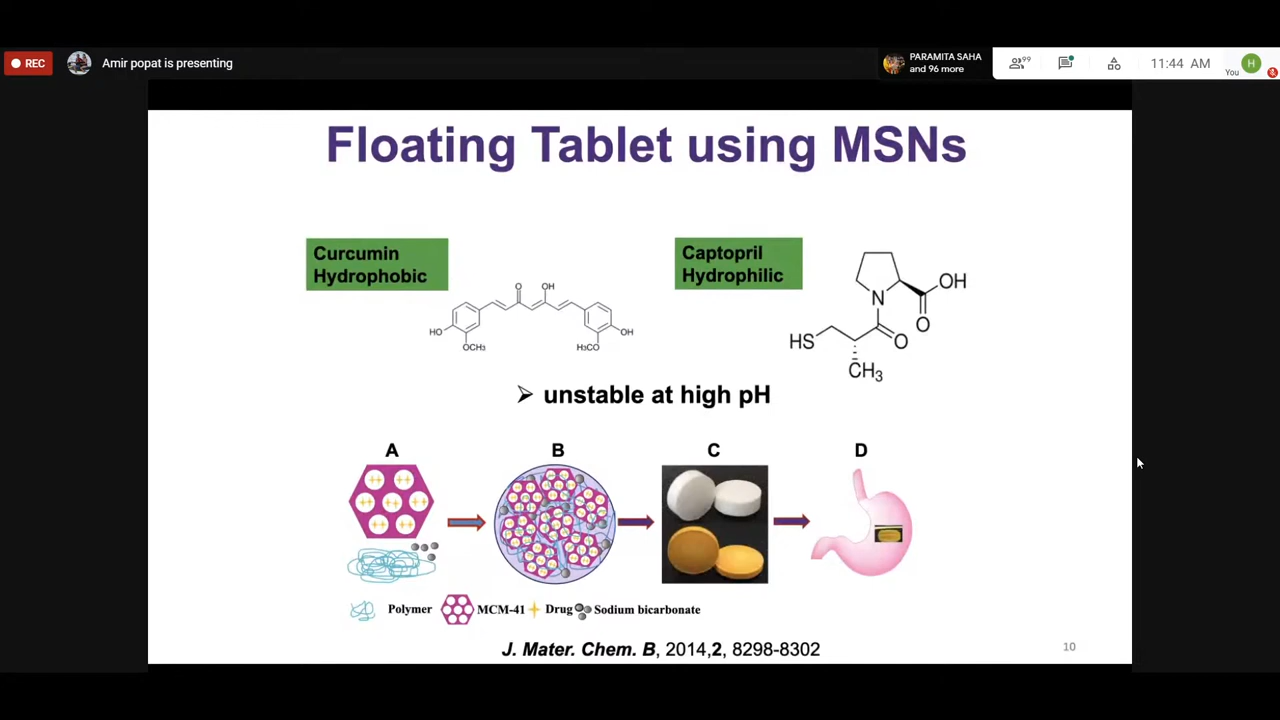 REC
Amir popat is presenting
PARAMITA SAHA
and 96 more
99
11:44 AM
You
H
Floating Tablet using MSNs
Curcumin
Hydrophobic
Captopril
Hydrophilic
O
OH
HO
OCH₃
H₃CO
OH
N
OH
O
HS
O
CH₃
➢ unstable at high pH
A
B
C
D
Polymer
MCM-41
Drug
Sodium bicarbonate
J. Mater. Chem. B, 2014,2, 8298-8302
10